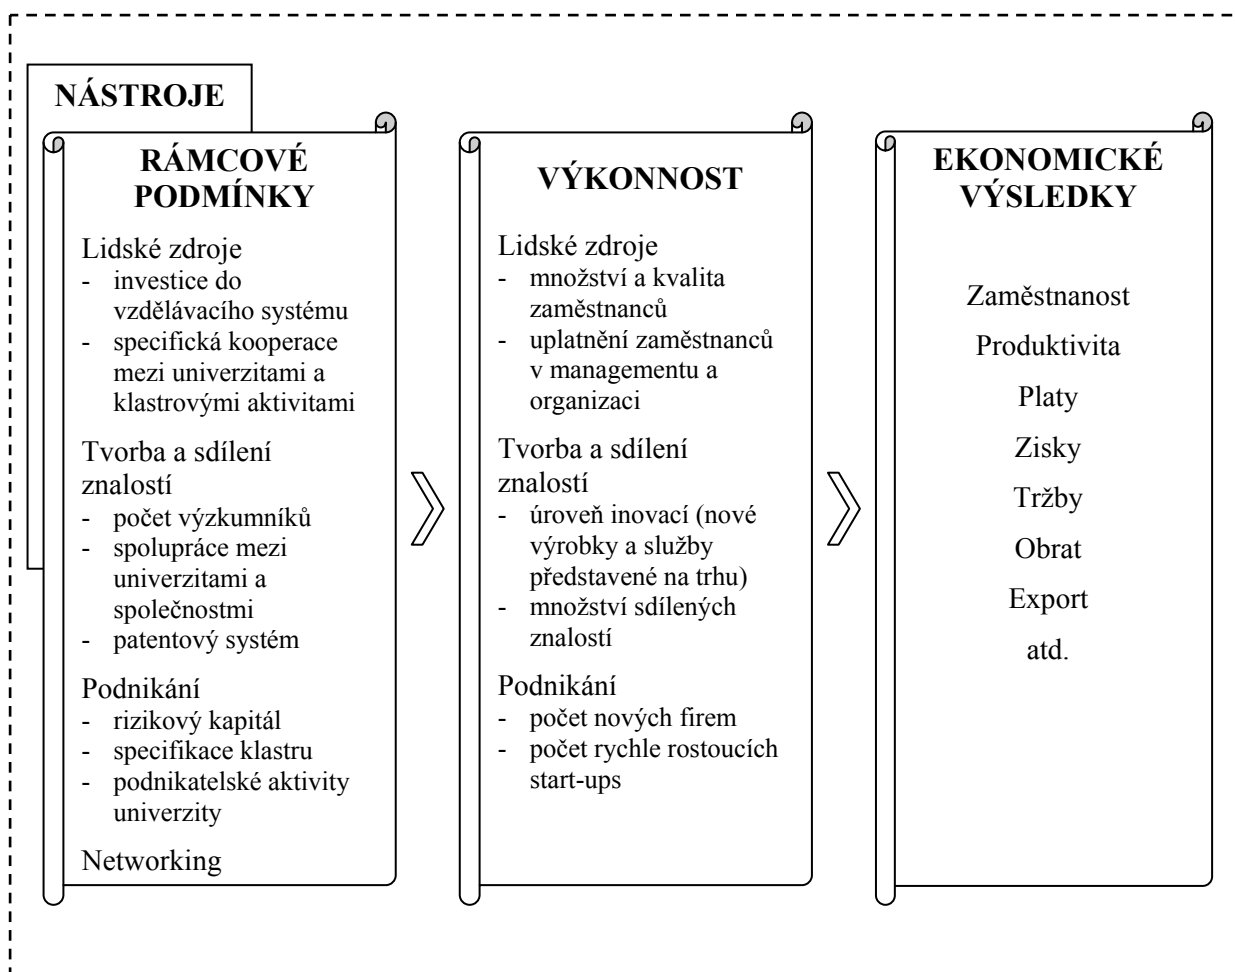 NÁSTROJE
RÁMCOVÉ
PODMÍNKY
Lidské zdroje
- investice do
vzdělávacího systému
- specifická kooperace
mezi univerzitami a
klastrovými aktivitami
Tvorba a sdílení
znalostí
- počet výzkumníků
- spolupráce mezi
univerzitami a
společnostmi
- patentový systém
Podnikání
- rizikový kapitál
- specifikace klastru
- podnikatelské aktivity
univerzity
Networking
VÝKONNOST
Lidské zdroje
- množství a kvalita
zaměstnanců
- uplatnění zaměstnanců
v managementu a
organizaci
Tvorba a sdílení
znalostí
- úroveň inovací (nové
výrobky a služby
představené na trhu)
- množství sdílených
znalostí
Podnikání
- počet nových firem
- počet rychle rostoucích
start-ups
EKONOMICKÉ
VÝSLEDKY
Zaměstnanost
Produktivita
Platy
Zisky
Tržby
Obrat
Export
atd.